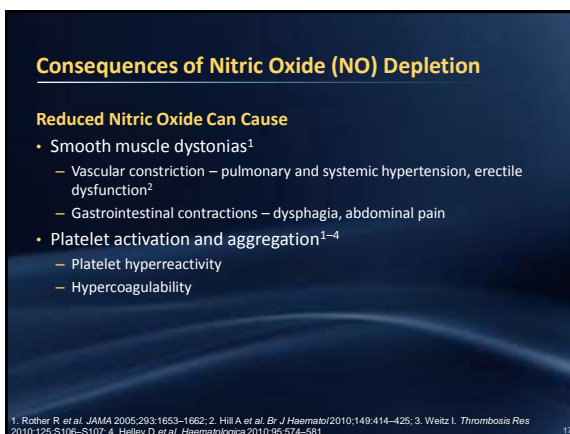 Consequences of Nitric Oxide (NO) Depletion
Reduced Nitric Oxide Can Cause
• Smooth muscle dystonias1
– Vascular constriction – pulmonary and systemic hypertension, erectile
dysfunction2
– Gastrointestinal contractions – dysphagia, abdominal pain
• Platelet activation and aggregation1–4
– Platelet hyperreactivity
– Hypercoagulability
1. Rother R et al. JAMA 2005;293:1653–1662; 2. Hill A et al. Br J Haematol 2010;149:414–425; 3. Weitz I. Thrombosis Res
2010;125:S106–S107; 4. Helley D et al. Haematologica 2010;95:574–581
17